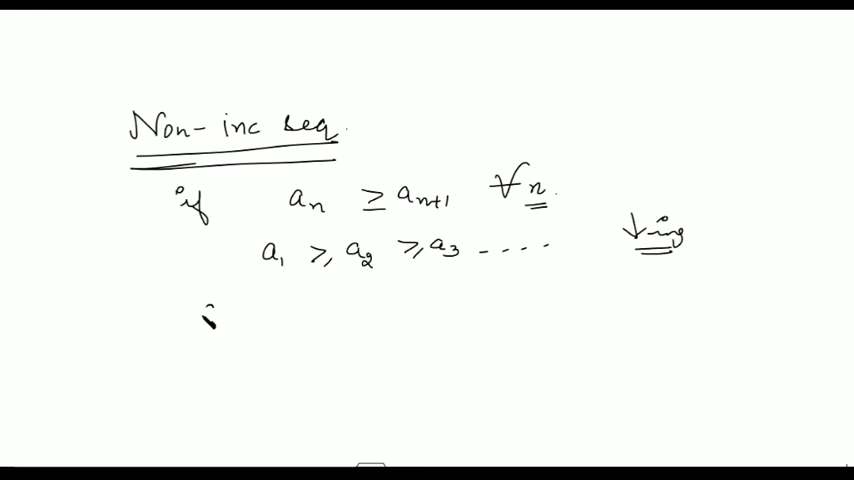 Non-inc seq.
if aₙ ≥ aₙ₊₁ ∀ n.
a₁ ≥, a₂ ≥, a₃ ---- ↓ing
i